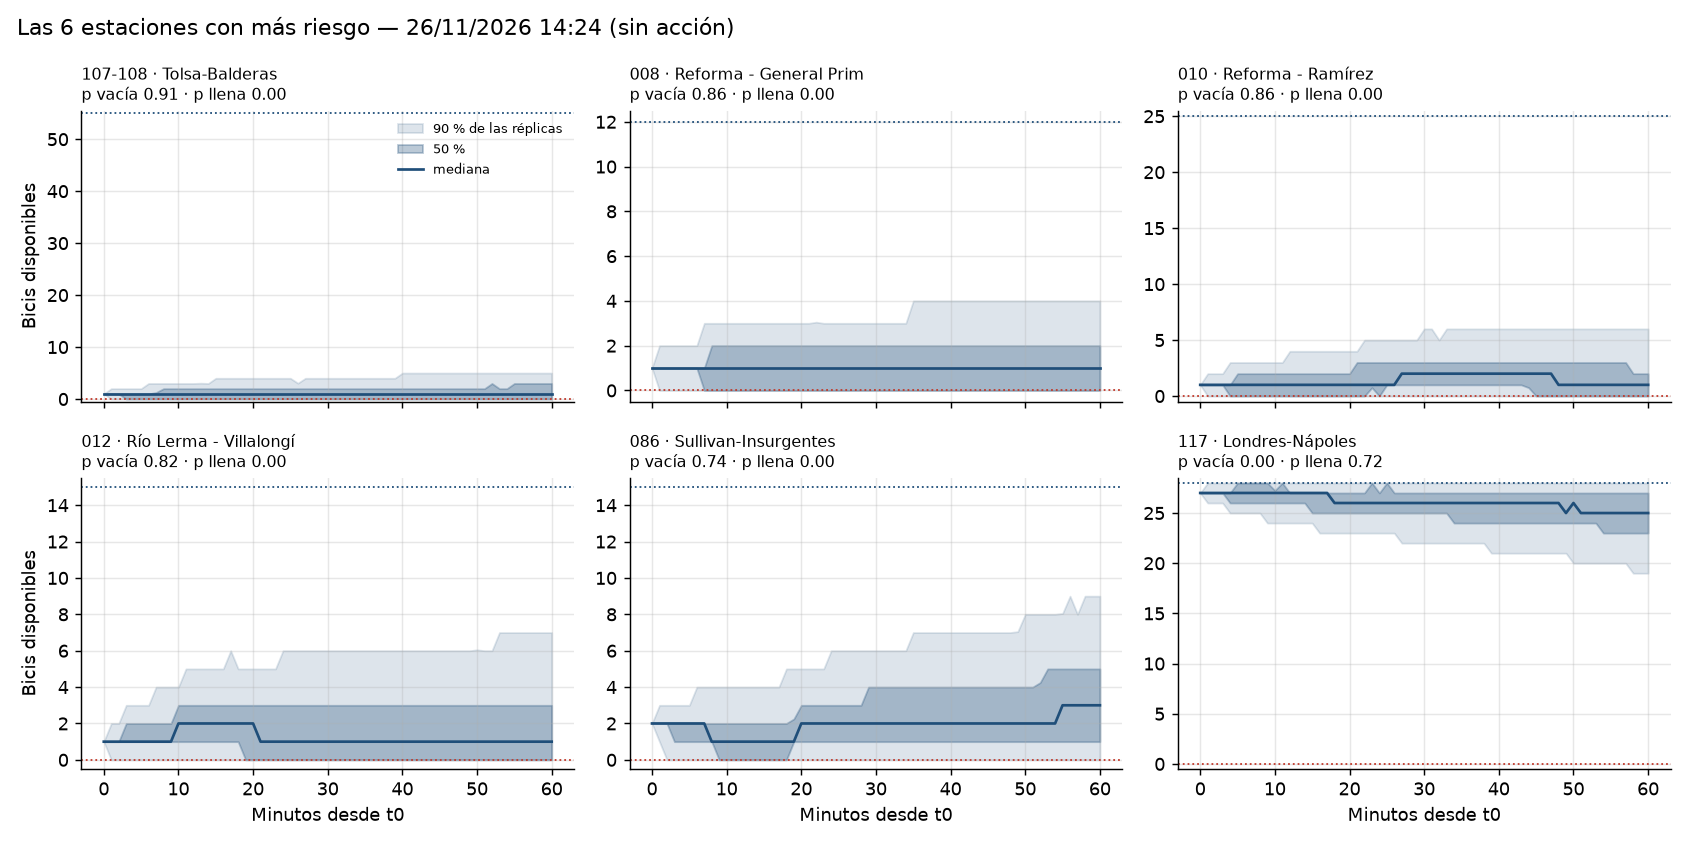 Las 6 estaciones con más riesgo — 26/11/2026 14:24 (sin acción)
107-108 · Tolsa-Balderas
p vacía 0.91 · p llena 0.00
90 % de las réplicas
50 %
mediana
50
40
30
20
10
0
Bicis disponibles
008 · Reforma - General Prim
p vacía 0.86 · p llena 0.00
12
10
8
6
4
2
0
010 · Reforma - Ramírez
p vacía 0.86 · p llena 0.00
25
20
15
10
5
0
012 · Río Lerma - Villalongí
p vacía 0.82 · p llena 0.00
14
12
10
8
6
4
2
0
Bicis disponibles
0 10 20 30 40 50 60
Minutos desde t0
086 · Sullivan-Insurgentes
p vacía 0.74 · p llena 0.00
14
12
10
8
6
4
2
0
0 10 20 30 40 50 60
Minutos desde t0
117 · Londres-Nápoles
p vacía 0.00 · p llena 0.72
25
20
15
10
5
0
0 10 20 30 40 50 60
Minutos desde t0